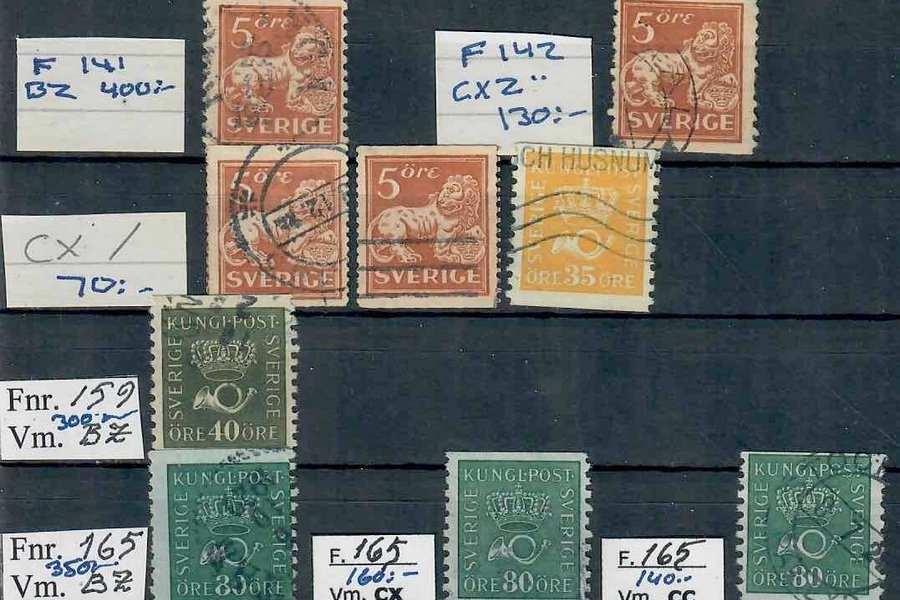 F 141
BZ 400:-
5 öre
SVERIGE
F 142
CXZ"
130:-
5 öre
SVERIGE
CX /
70:-
5 öre
SVERIGE
5 öre
SVERIGE
CH HUSNUM
SVERIGE
SVERIGE
ÖRE 35 ÖRE
Fnr. 159
300:-
Vm. BZ
KUNGL·POST·
SVERIGE
SVERIGE
ÖRE 40 ÖRE
Fnr. 165
350:-
Vm. BZ
KUNGL·POST·
SVERIGE
SVERIGE
ÖRE 80 ÖRE
F. 165
160:-
Vm. CX
KUNGL·POST·
SVERIGE
SVERIGE
ÖRE 80 ÖRE
F. 165
140:-
Vm. CC
KUNGL·POST·
SVERIGE
SVERIGE
ÖRE 80 ÖRE